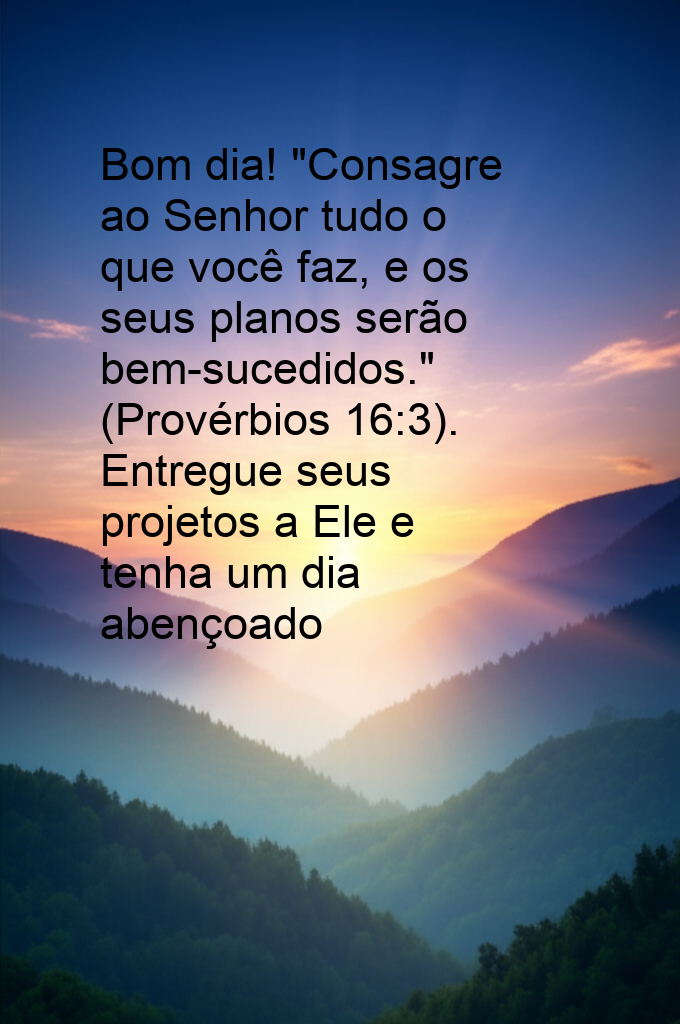 Bom dia! "Consagre
ao Senhor tudo o
que você faz, e os
seus planos serão
bem-sucedidos."
(Provérbios 16:3).
Entregue seus
projetos a Ele e
tenha um dia
abençoado